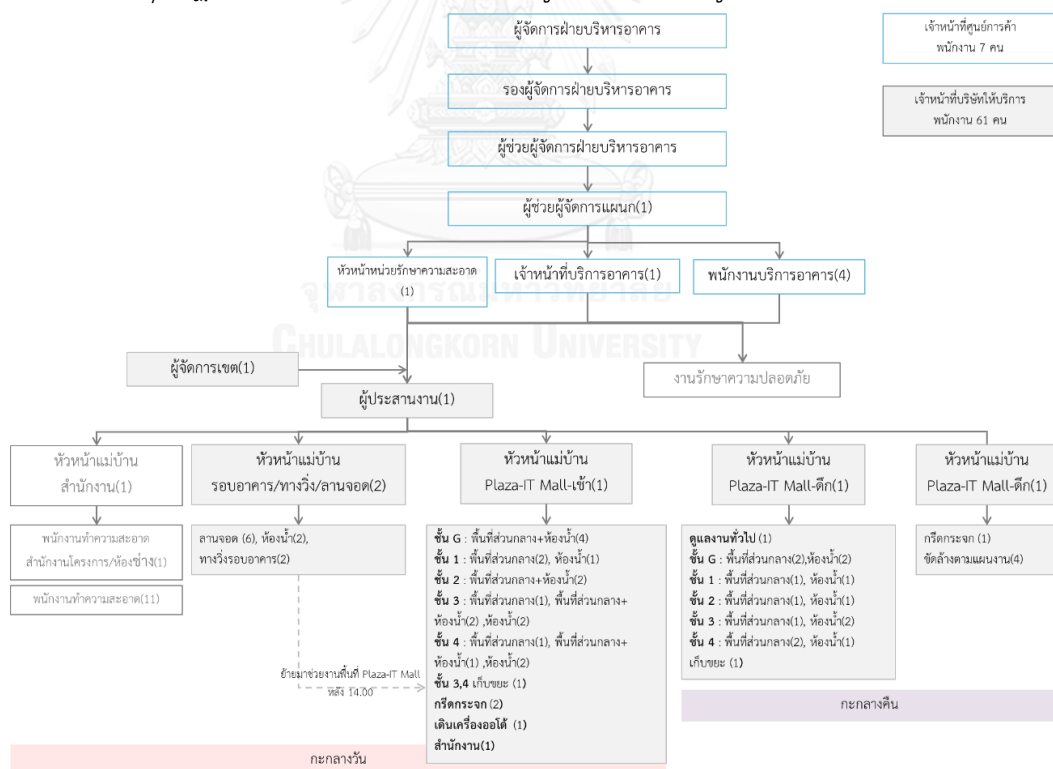 ผู้จัดการฝ่ายบริหารอาคาร
เจ้าหน้าที่ศูนย์การค้า
พนักงาน 7 คน
รองผู้จัดการฝ่ายบริหารอาคาร
เจ้าหน้าที่บริษัทให้บริการ
พนักงาน 61 คน
ผู้ช่วยผู้จัดการฝ่ายบริหารอาคาร
ผู้ช่วยผู้จัดการแผนก(1)
หัวหน้าหน่วยรักษาความสะอาด
(1)
เจ้าหน้าที่บริการอาคาร(1)
พนักงานบริการอาคาร(4)
จุฬาลงกรณ์มหาวิทยาลัย
CHULALONGKORN UNIVERSITY
ผู้จัดการเขต(1)
งานรักษาความปลอดภัย
ผู้ประสานงาน(1)
หัวหน้าแม่บ้าน
สำนักงาน(1)
หัวหน้าแม่บ้าน
รอบอาคาร/ทางวิ่ง/ลานจอด(2)
หัวหน้าแม่บ้าน
Plaza-IT Mall-เช้า(1)
หัวหน้าแม่บ้าน
Plaza-IT Mall-ดึก(1)
หัวหน้าแม่บ้าน
Plaza-IT Mall-ดึก(1)
พนักงานทำความสะอาด
สำนักงานโครงการ/ห้องช่าง(1)
พนักงานทำความสะอาด(11)
ลานจอด (6), ห้องน้ำ(2),
ทางวิ่งรอบอาคาร(2)
ย้ายมาช่วยงานพื้นที่ Plaza-IT Mall
หลัง 14.00
ชั้น G : พื้นที่ส่วนกลาง+ห้องน้ำ(4)
ชั้น 1 : พื้นที่ส่วนกลาง(2), ห้องน้ำ(1)
ชั้น 2 : พื้นที่ส่วนกลาง+ห้องน้ำ(2)
ชั้น 3 : พื้นที่ส่วนกลาง(1), พื้นที่ส่วนกลาง+
ห้องน้ำ(2) ,ห้องน้ำ(2)
ชั้น 4 : พื้นที่ส่วนกลาง(1), พื้นที่ส่วนกลาง+
ห้องน้ำ(1) ,ห้องน้ำ(2)
ชั้น 3,4 เก็บขยะ (1)
กรีดกระจก (2)
เดินเครื่องออโต้ (1)
สำนักงาน(1)
ดูแลงานทั่วไป (1)
ชั้น G : พื้นที่ส่วนกลาง(2),ห้องน้ำ(2)
ชั้น 1 : พื้นที่ส่วนกลาง(1), ห้องน้ำ(1)
ชั้น 2 : พื้นที่ส่วนกลาง(1), ห้องน้ำ(1)
ชั้น 3 : พื้นที่ส่วนกลาง(1), ห้องน้ำ(2)
ชั้น 4 : พื้นที่ส่วนกลาง(2), ห้องน้ำ(1)
เก็บขยะ (1)
กรีดกระจก (1)
ขัดล้างตามแผนงาน(4)
กะกลางคืน
กะกลางวัน